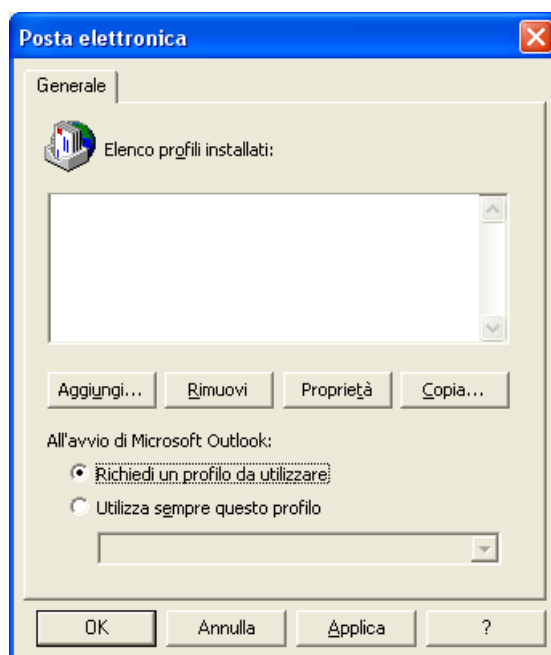 Posta elettronica
Generale
Elenco profili installati:
Aggiungi... Rimuovi Proprietà Copia...
All'avvio di Microsoft Outlook:
Richiedi un profilo da utilizzare
Utilizza sempre questo profilo
OK Annulla Applica ?